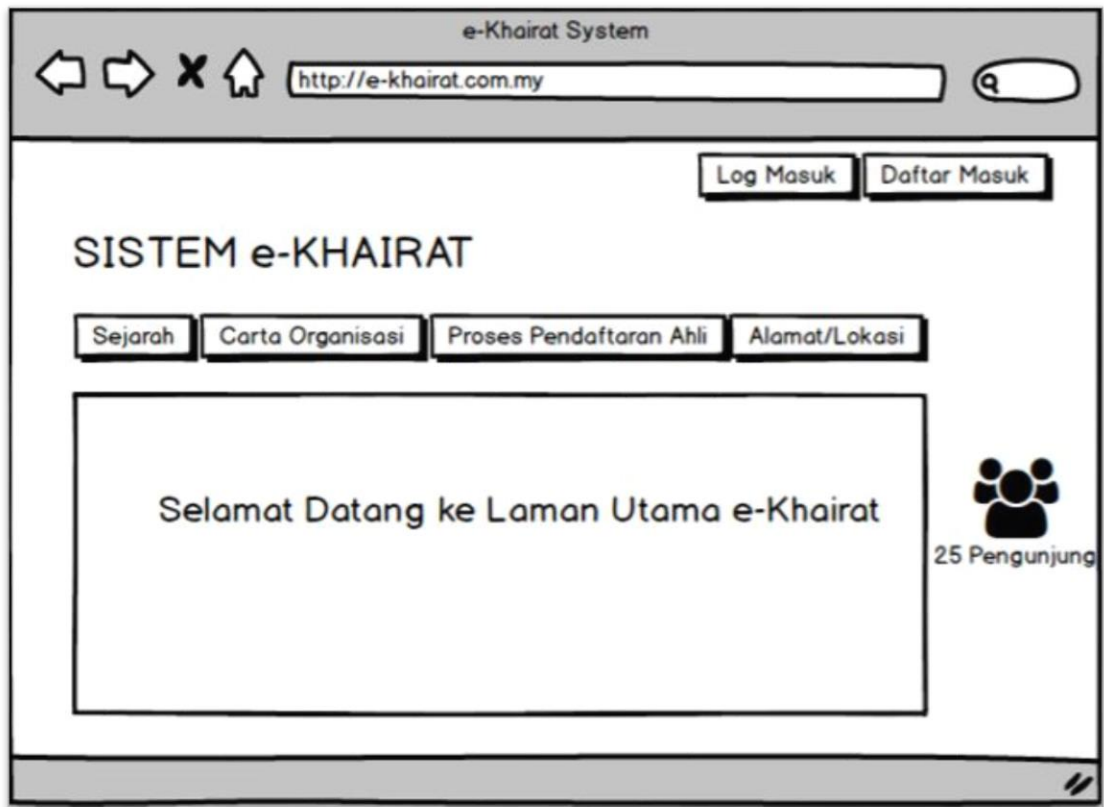 e-Khairat System
http://e-khairat.com.my
Log Masuk Daftar Masuk
SISTEM e-KHAIRAT
Sejarah Carta Organisasi Proses Pendaftaran Ahli Alamat/Lokasi
Selamat Datang ke Laman Utama e-Khairat
25 Pengunjung